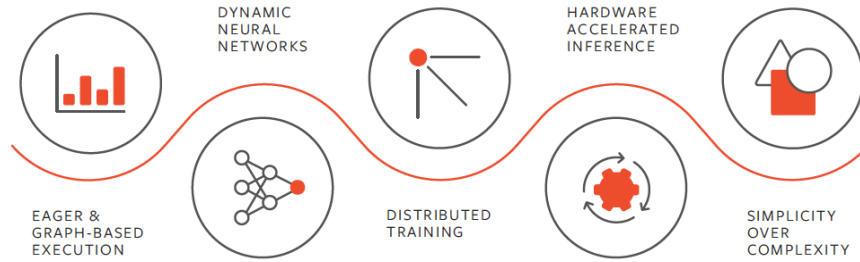 EAGER &
GRAPH-BASED
EXECUTION
DYNAMIC
NEURAL
NETWORKS
DISTRIBUTED
TRAINING
HARDWARE
ACCELERATED
INFERENCE
SIMPLICITY
OVER
COMPLEXITY